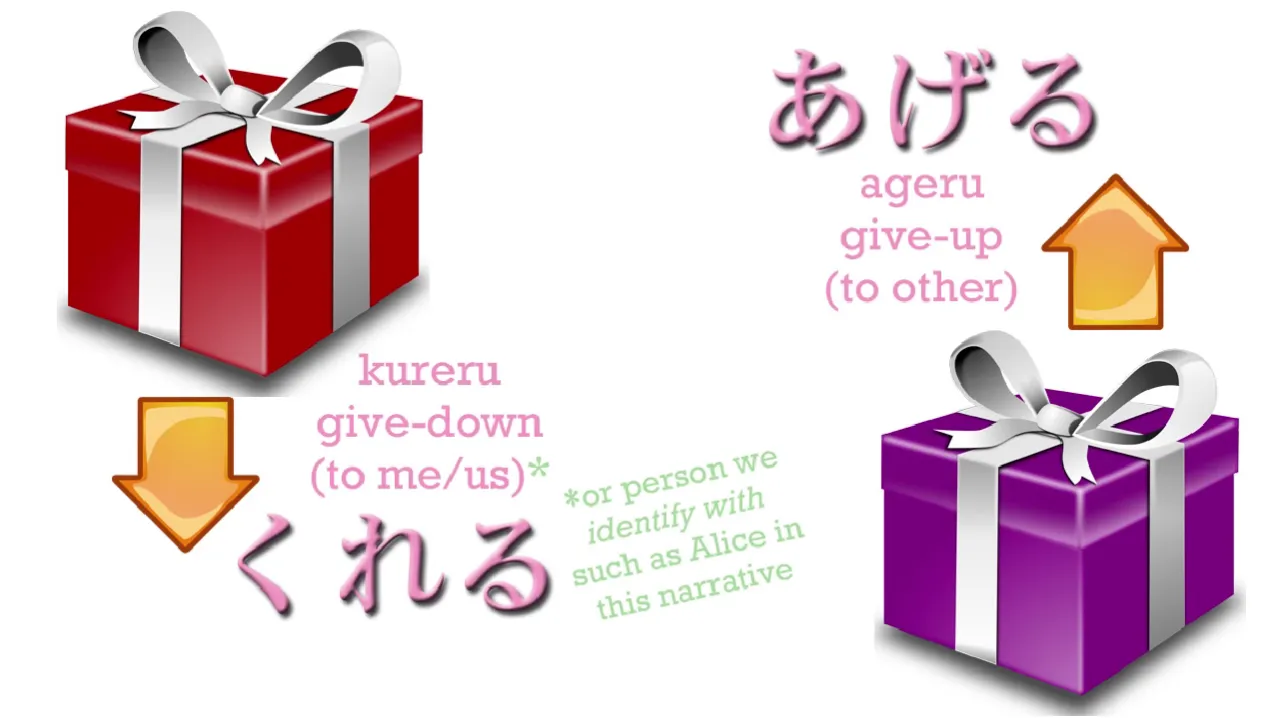 あげる
ageru
give-up
(to other)
kureru
give-down
(to me/us)*
くれる
*or person we
identify with
such as Alice in
this narrative